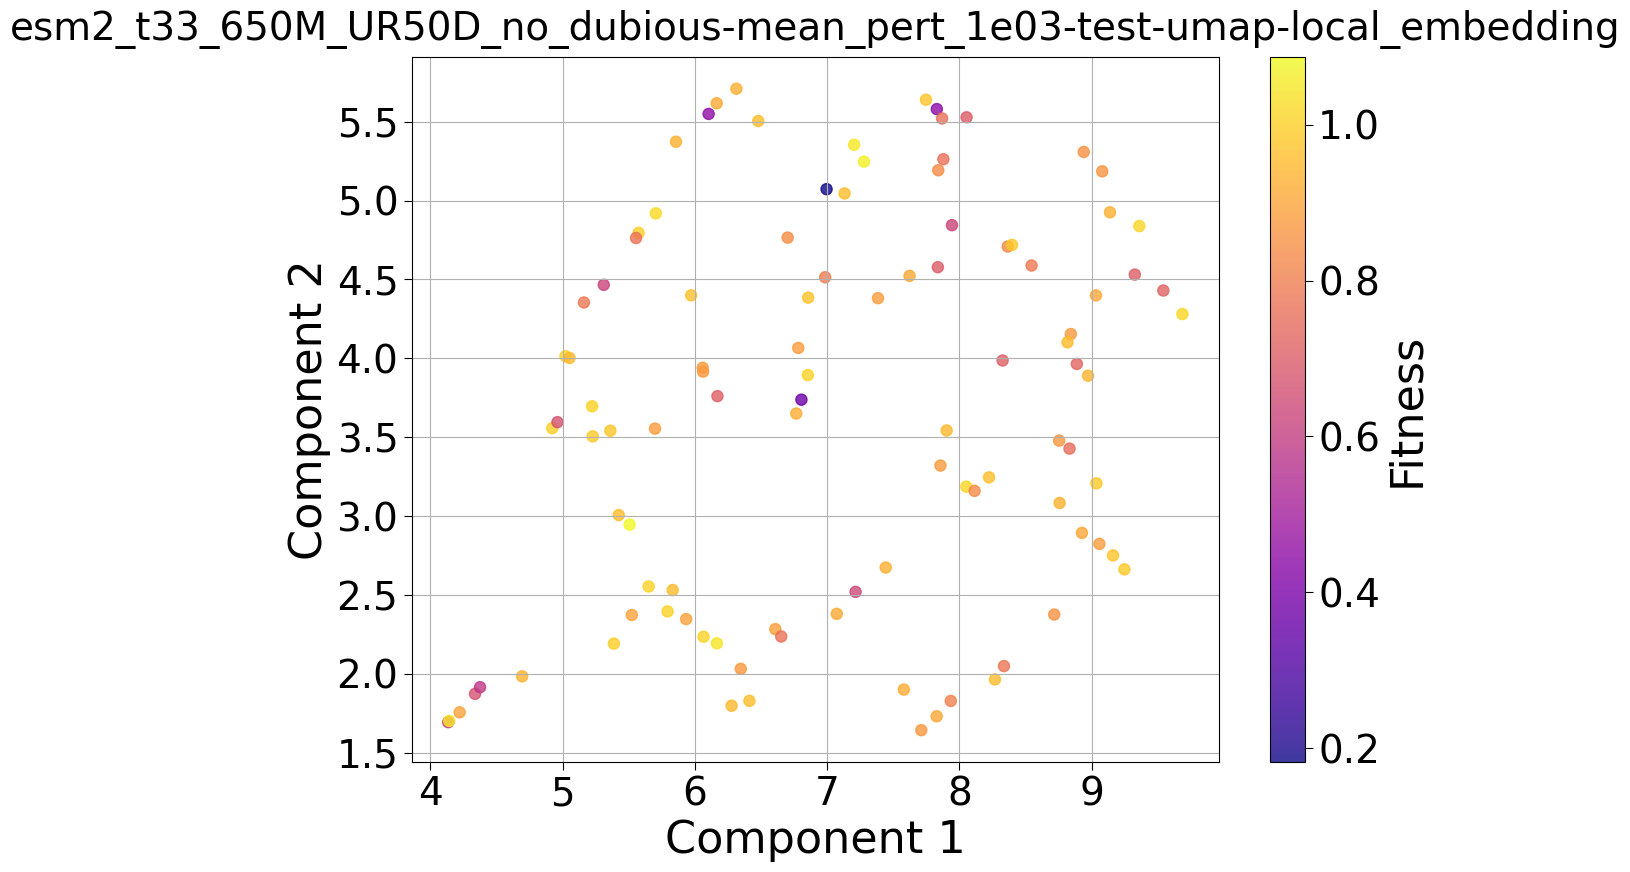 esm2_t33_650M_UR50D_no_dubious-mean_pert_1e03-test-umap-local_embedding
5.5
5.0
4.5
4.0
3.5
3.0
2.5
2.0
1.5
Component 2
4 5 6 7 8 9
Component 1
1.0
0.8
0.6
0.4
0.2
Fitness